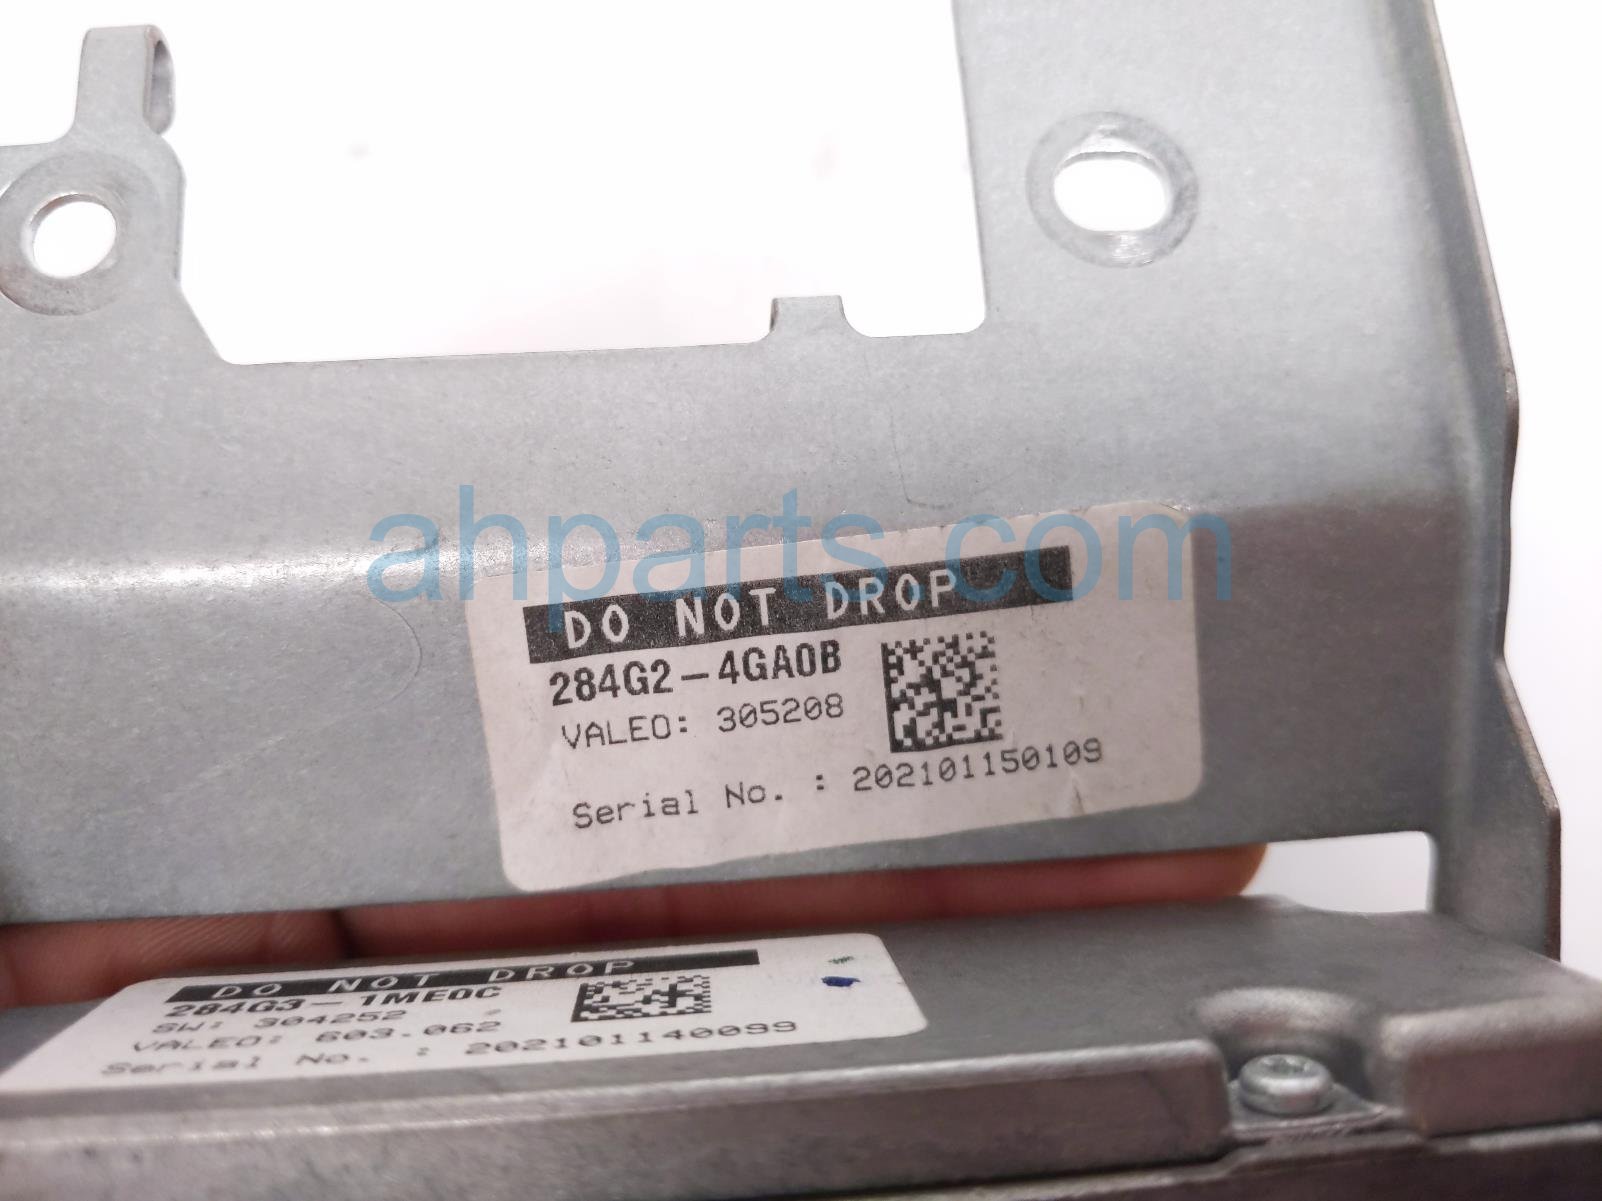 ahparts.com
DO NOT DROP
284G2-4GA0B
VALEO: 305208
Serial No. : 202101150109
DO NOT DROP
284G3-1ME0C
SW: 304252
VALEO: 603.062
Serial No. : 202101140099